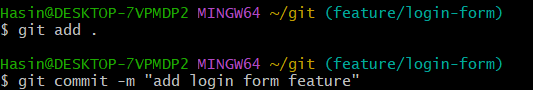 Hasin@DESKTOP-7VPMDP2 MINGW64 ~/git (feature/login-form)
$ git add .
Hasin@DESKTOP-7VPMDP2 MINGW64 ~/git (feature/login-form)
$ git commit -m "add login form feature"